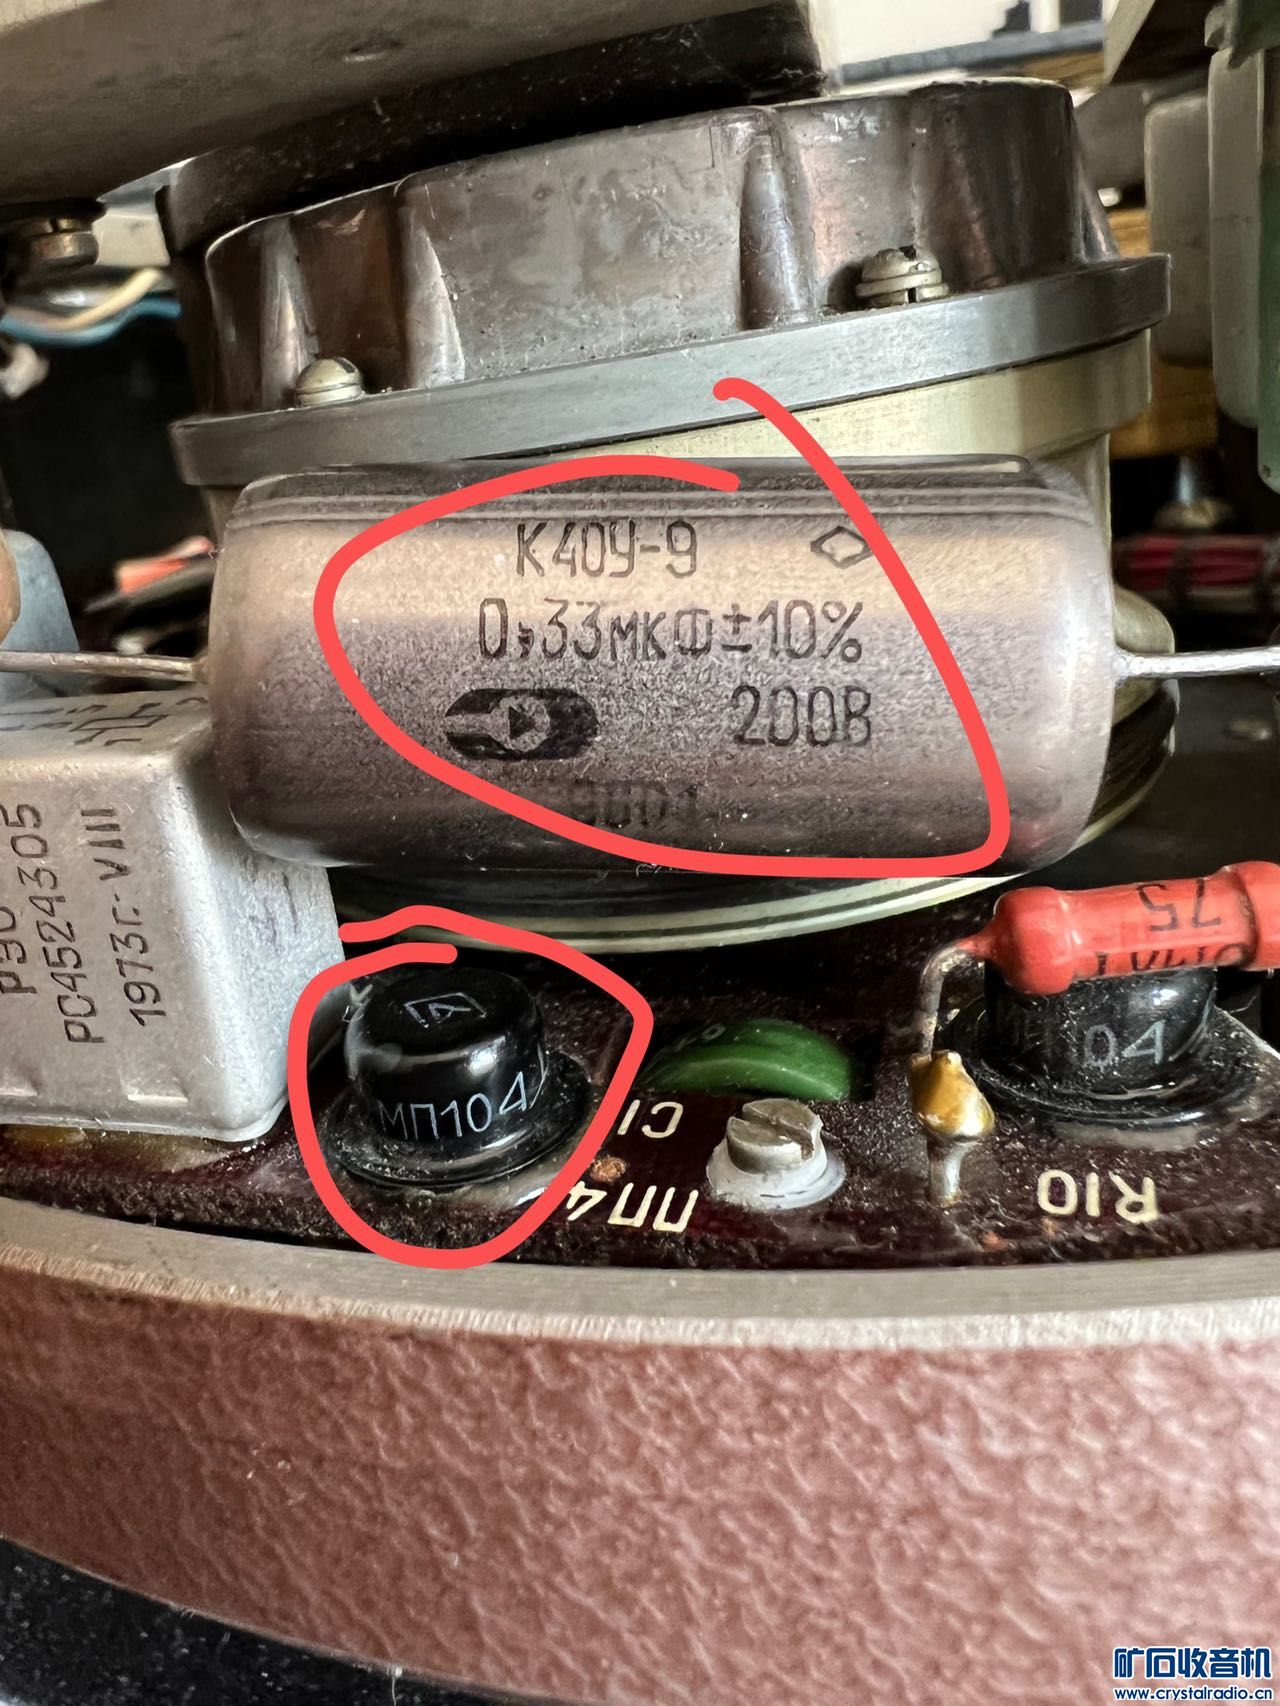 К40У-9
0,33мкФ±10%
200В
РС4524305
1973г.-VIII
МП104
04
75
С1
ПП4
R10
矿石收音机
www.crystalradio.cn